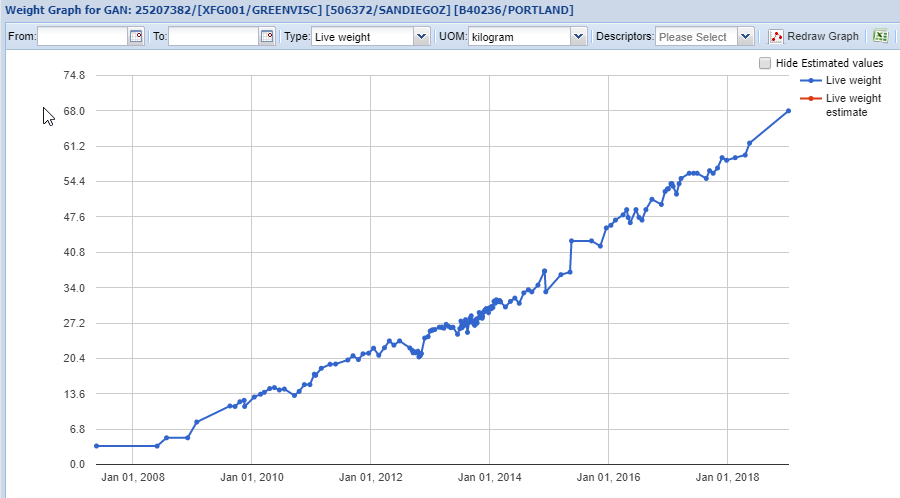 Weight Graph for GAN: 25207382/[XFG001/GREENVISC] [506372/SANDIEGOZ] [B40236/PORTLAND]
From: To: Type: Live weight UOM: kilogram Descriptors: Please Select Redraw Graph
Hide Estimated values
Live weight
Live weight
estimate
74.8
68.0
61.2
54.4
47.6
40.8
34.0
27.2
20.4
13.6
6.8
0.0
Jan 01, 2008 Jan 01, 2010 Jan 01, 2012 Jan 01, 2014 Jan 01, 2016 Jan 01, 2018